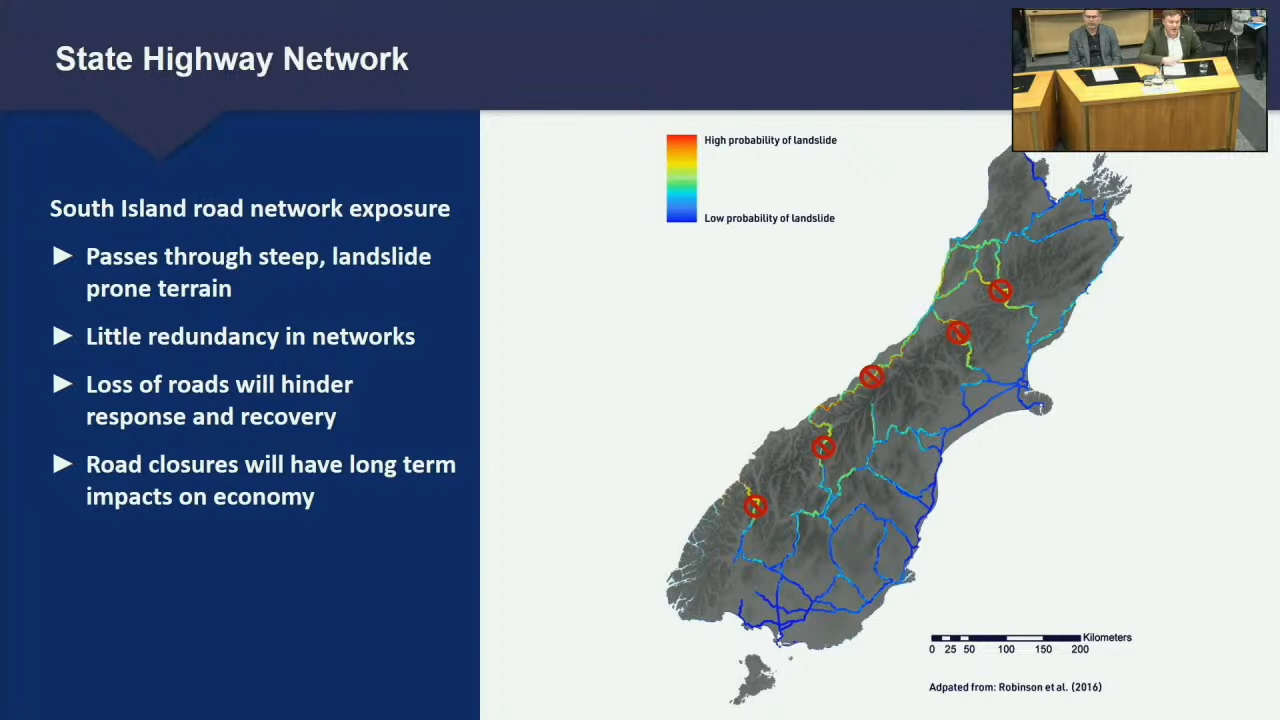 State Highway Network
South Island road network exposure
► Passes through steep, landslide
prone terrain
► Little redundancy in networks
► Loss of roads will hinder
response and recovery
► Road closures will have long term
impacts on economy
High probability of landslide
Low probability of landslide
Kilometers
0 25 50 100 150 200
Adpated from: Robinson et al. (2016)